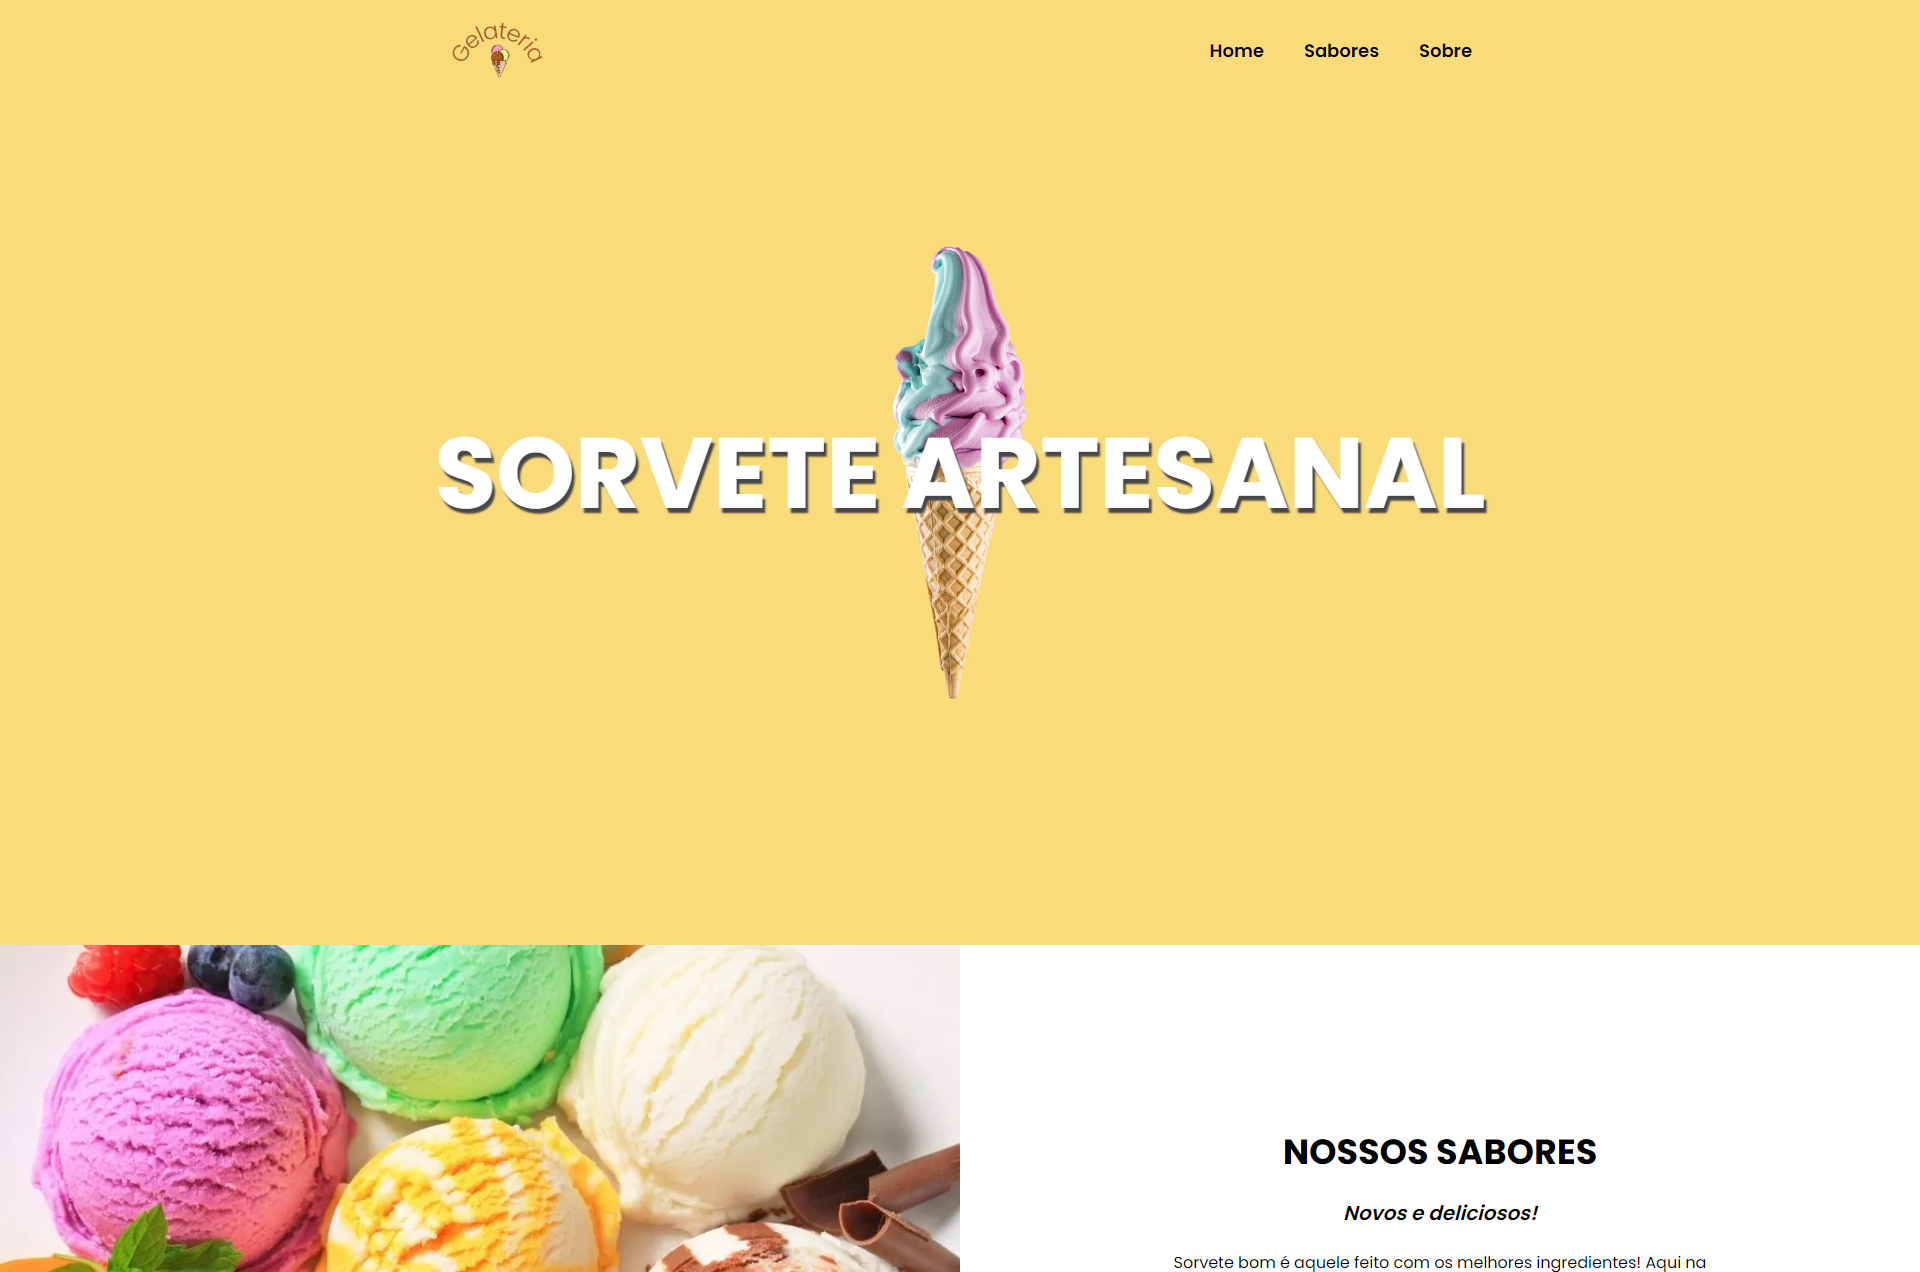 Gelateria
Home Sabores Sobre
SORVETE ARTESANAL
NOSSOS SABORES
Novos e deliciosos!
Sorvete bom é aquele feito com os melhores ingredientes! Aqui na